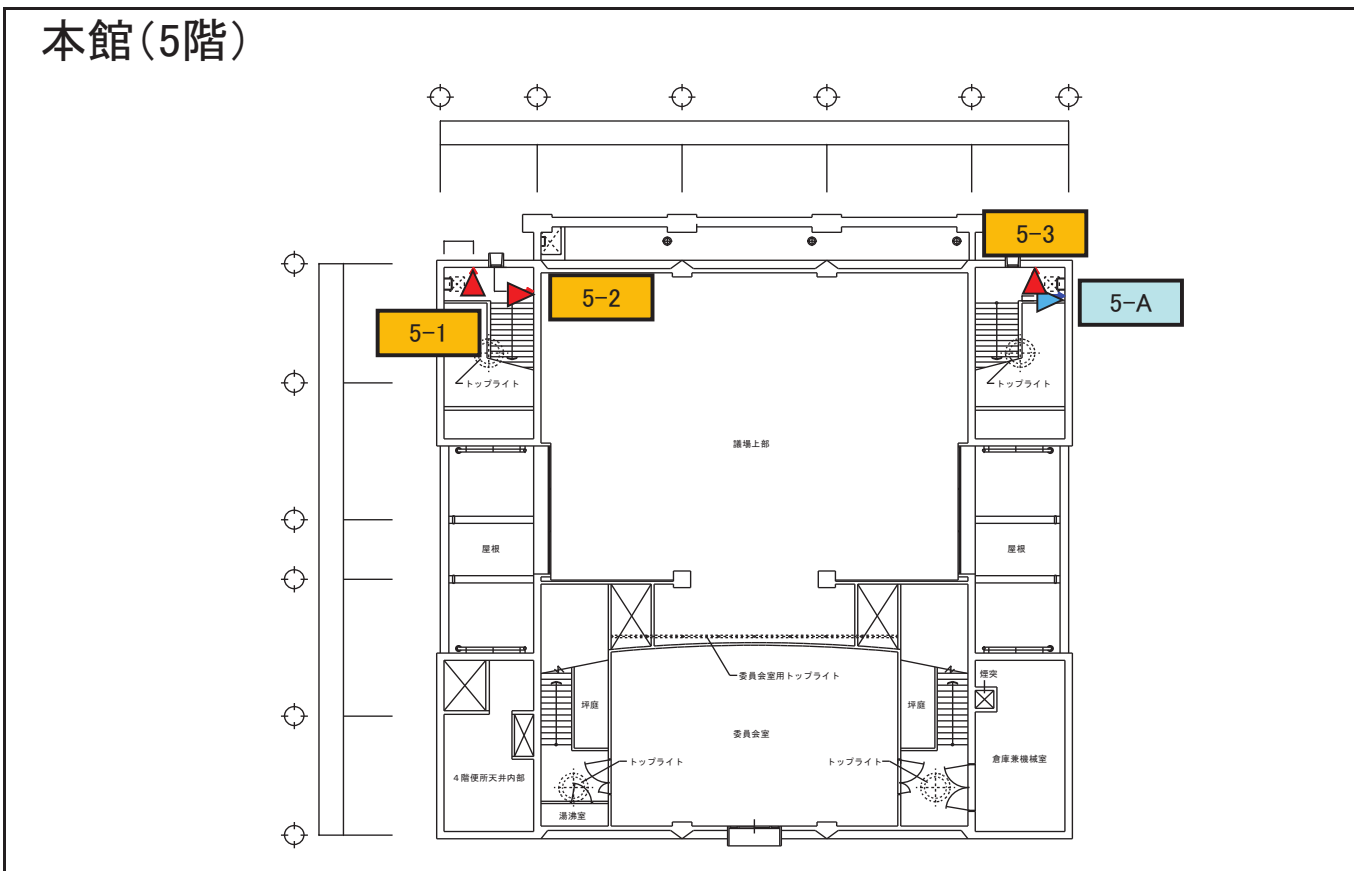 本館(5階)
5-3
5-2
5-A
5-1
トップライト
トップライト
議場上部
屋根
屋根
委員会室用トップライト
煙突
坪庭
坪庭
委員会室
トップライト
トップライト
倉庫兼機械室
4階便所天井内部
湯沸室